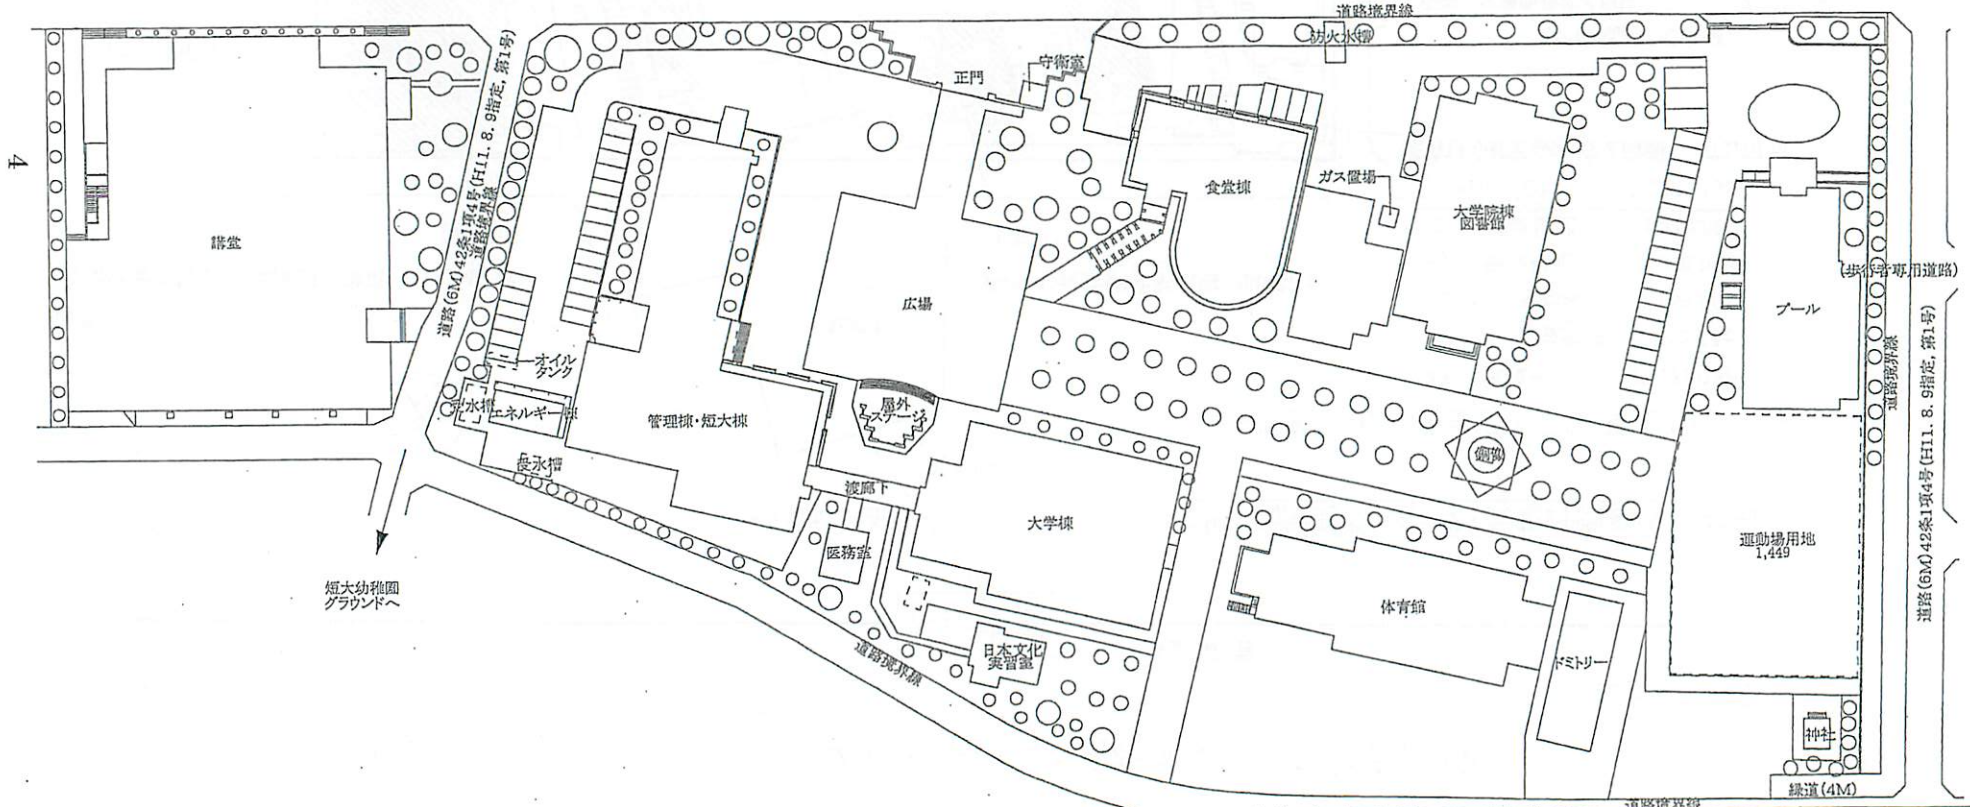 道路境界線
防火水槽
正門
守衛室
道路(6M)42条1項4号(H11.8.9指定,第1号)
道路境界線
食堂棟
ガス置場
大学院棟
図書館
講堂
(歩行者専用道路)
広場
プール
オイル
タンク
受水槽
エネルギー棟
管理棟・短大棟
屋外
ステージ
道路境界線
道路(6M)42条1項4号(H11.8.9指定,第1号)
受水槽
渡廊下
大学棟
医務室
運動場用地
1,449
短大幼稚園
グラウンドへ
体育館
日本文化
実習室
ドミトリー
道路境界線
神社
緑道(4M)
道路境界線
4